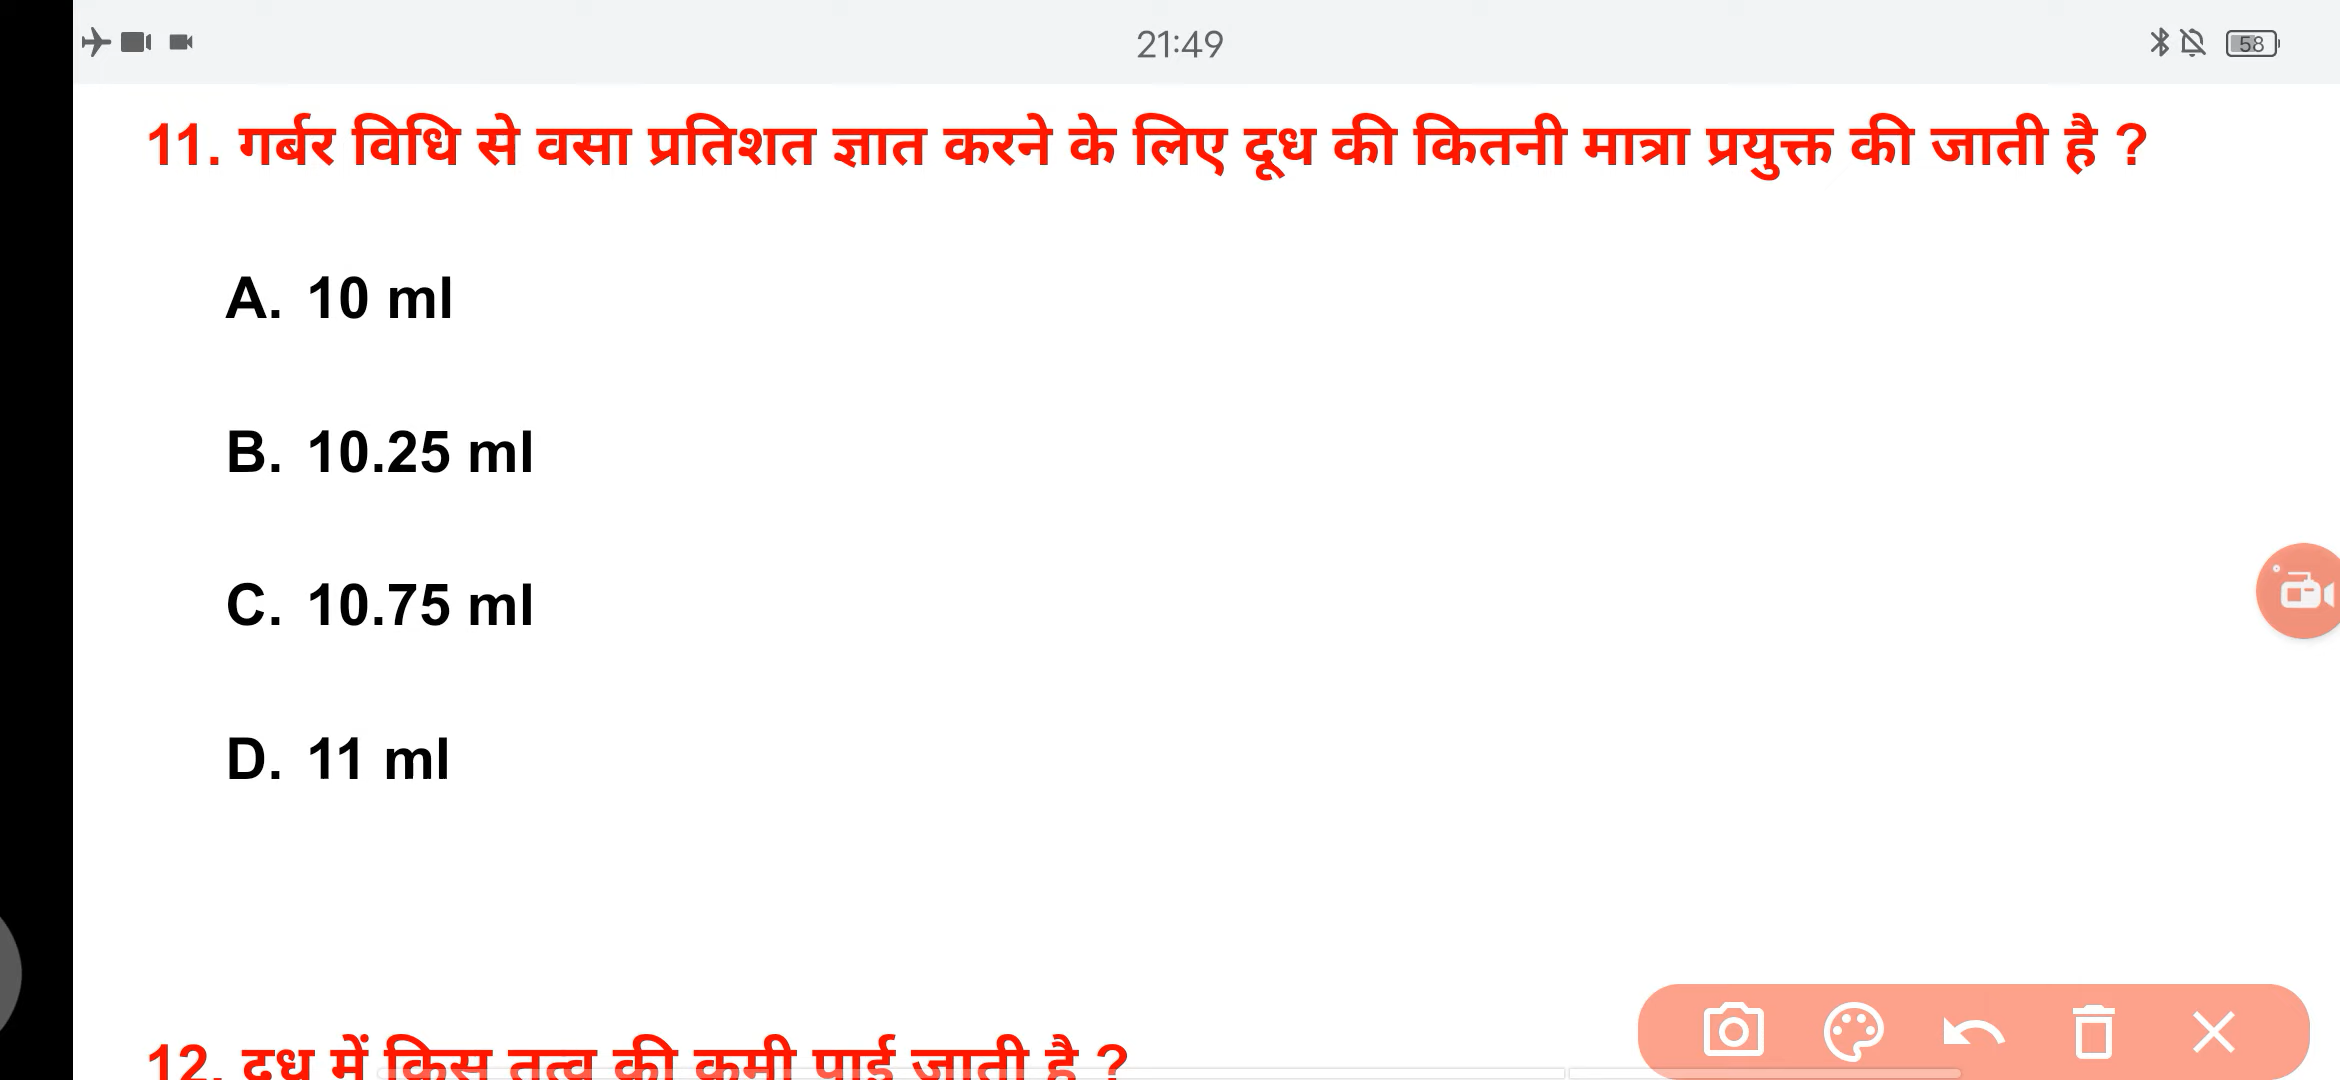 21:49
58
11. गर्बर विधि से वसा प्रतिशत ज्ञात करने के लिए दूध की कितनी मात्रा प्रयुक्त की जाती है ?
A. 10 ml
B. 10.25 ml
C. 10.75 ml
D. 11 ml
12. दूध में किस तत्व की कमी पाई जाती है ?